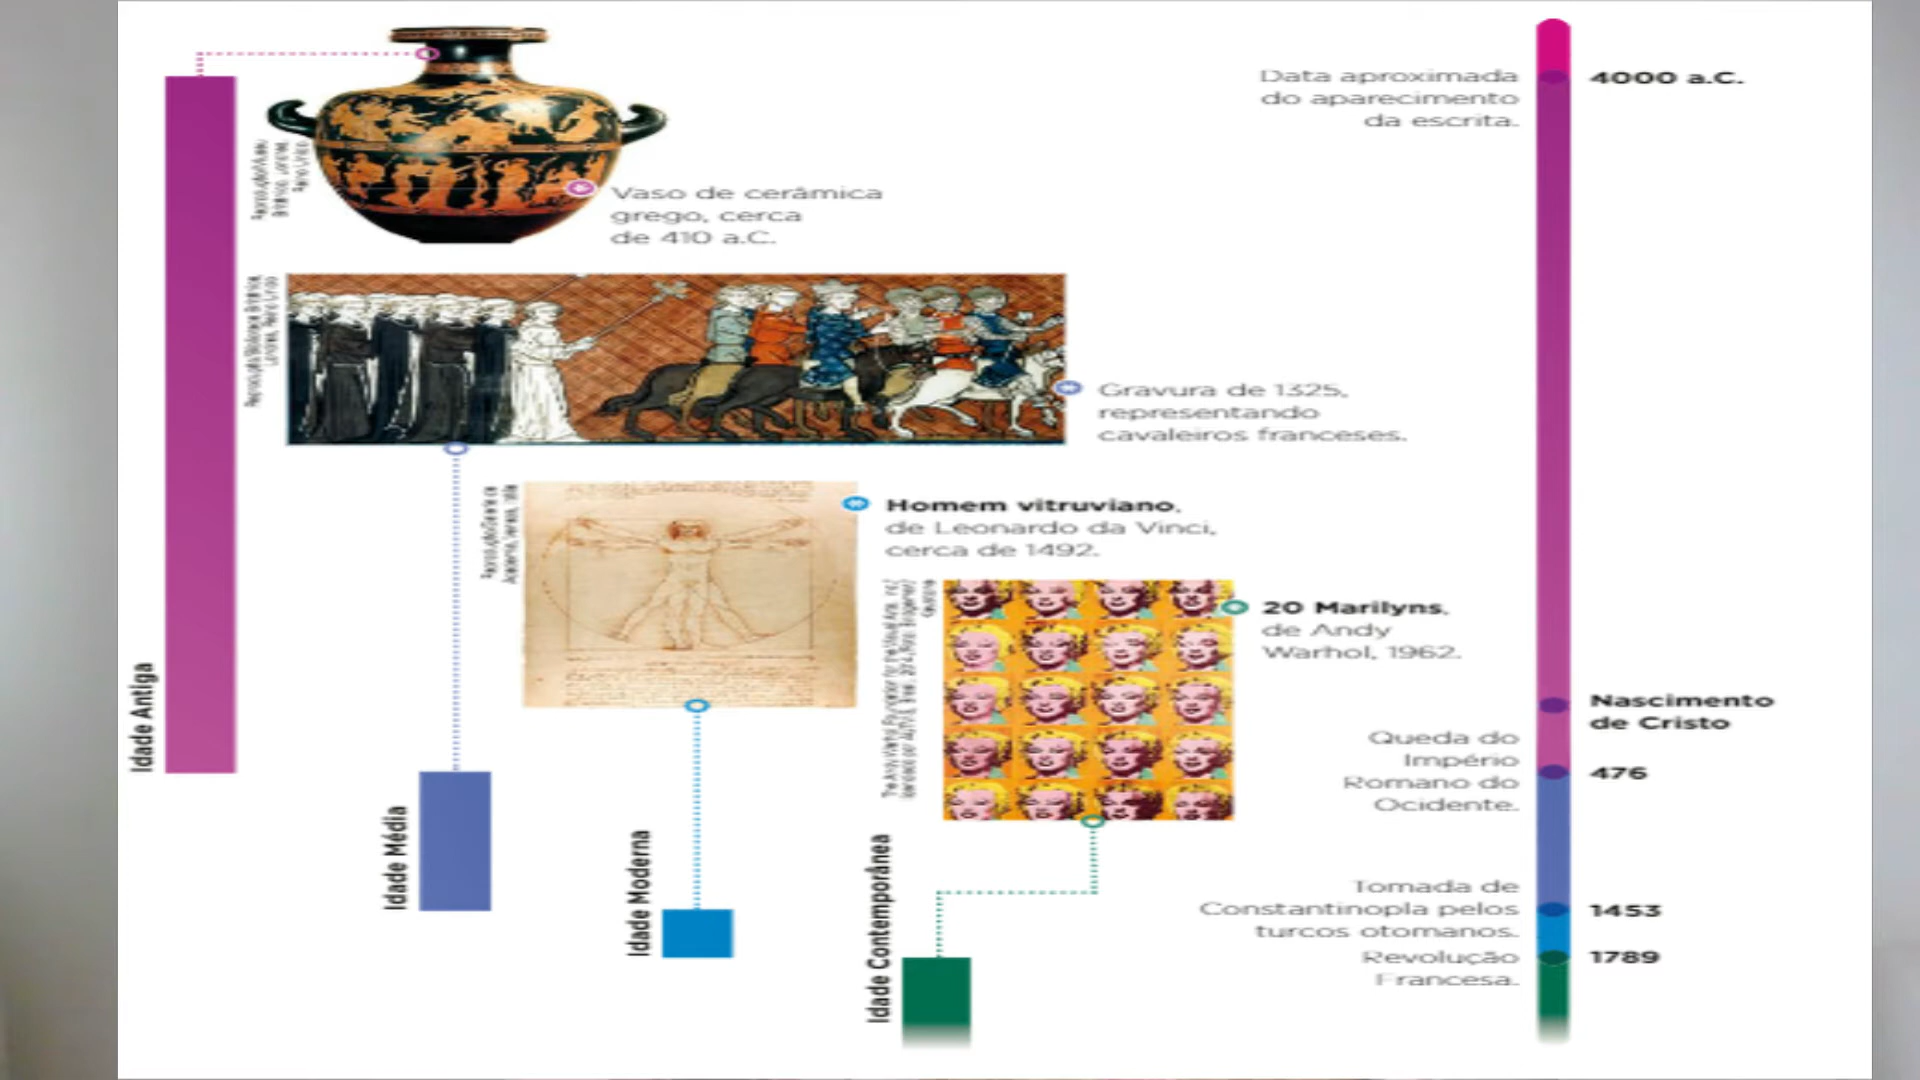 Data aproximada
do aparecimento
da escrita.
4000 a.C.
Vaso de cerâmica
grego, cerca
de 410 a.C.
Gravura de 1325,
representando
cavaleiros franceses.
Homem vitruviano,
de Leonardo da Vinci,
cerca de 1492.
20 Marilyns,
de Andy
Warhol, 1962.
Nascimento
de Cristo
Queda do
Império
Romano do
Ocidente.
476
Tomada de
Constantinopla pelos
turcos otomanos.
1453
Revolução
Francesa.
1789
Idade Antiga
Idade Média
Idade Moderna
Idade Contemporânea